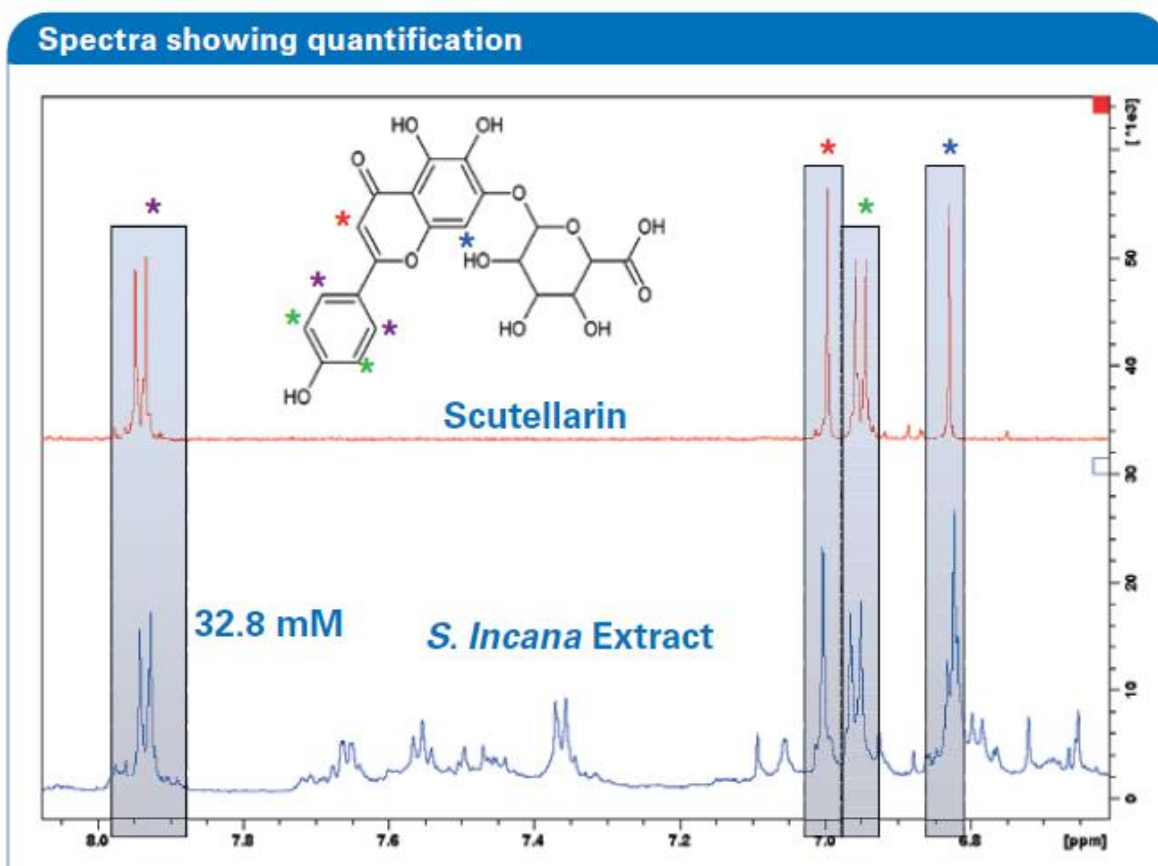 Spectra showing quantification
[*1e3]
HO OH
O
O
O
OH
HO
O
O
HO OH
HO
Scutellarin
32.8 mM
S. Incana Extract
50
40
30
20
10
0
8.0 7.8 7.6 7.4 7.2 7.0 6.8 [ppm]